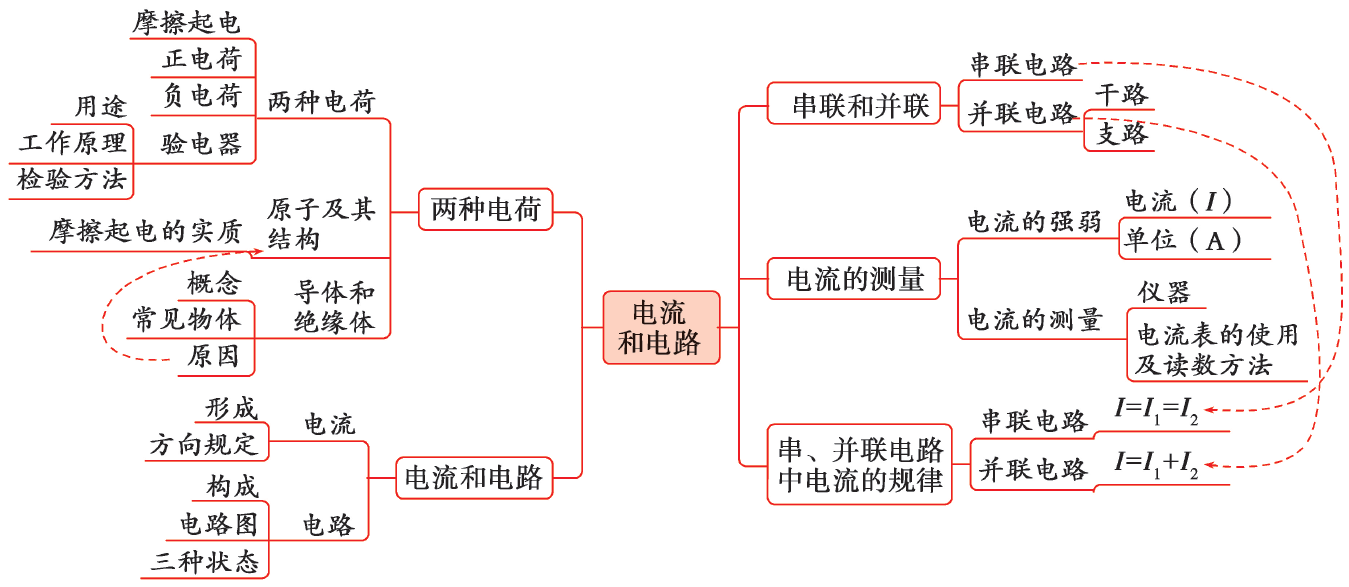 摩擦起电
正电荷
负电荷
两种电荷
用途
工作原理
验电器
检验方法
两种电荷
原子及其
结构
摩擦起电的实质
概念
导体和
绝缘体
常见物体
原因
形成
电流
方向规定
电流和电路
构成
电路图
电路
三种状态
电流
和电路
串联和并联
串联电路
并联电路
干路
支路
电流的测量
电流的强弱
电流（I）
单位（A）
电流的测量
仪器
电流表的使用
及读数方法
串、并联电路
中电流的规律
串联电路
I=I₁=I₂
并联电路
I=I₁+I₂